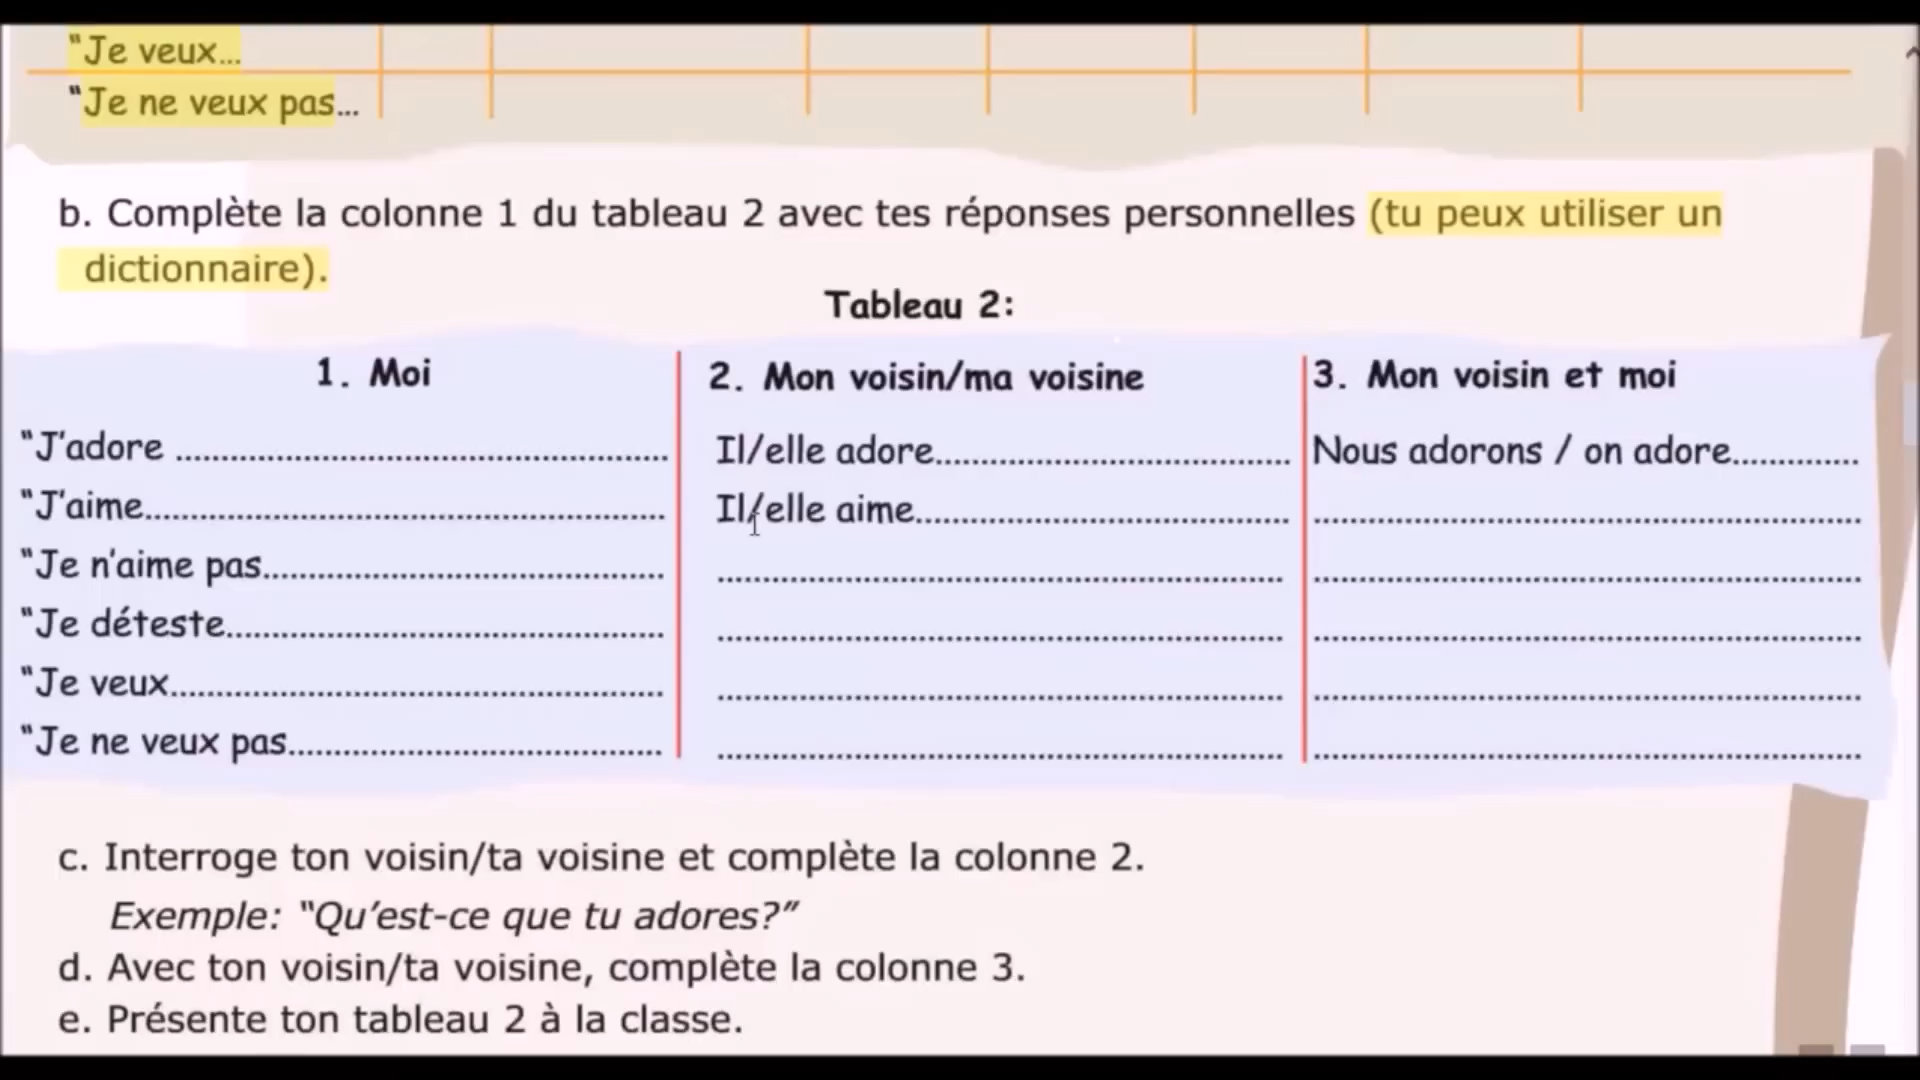 "Je veux...
"Je ne veux pas...
b. Complète la colonne 1 du tableau 2 avec tes réponses personnelles (tu peux utiliser un
dictionnaire).
Tableau 2:
1. Moi
2. Mon voisin/ma voisine
3. Mon voisin et moi
"J'adore ......................................................
Il/elle adore.......................................
Nous adorons / on adore..............
"J'aime.........................................................
Il/elle aime.........................................
............................................................
"Je n'aime pas............................................
..............................................................
............................................................
"Je déteste................................................
..............................................................
............................................................
"Je veux......................................................
..............................................................
............................................................
"Je ne veux pas.........................................
..............................................................
............................................................
c. Interroge ton voisin/ta voisine et complète la colonne 2.
Exemple: "Qu'est-ce que tu adores?"
d. Avec ton voisin/ta voisine, complète la colonne 3.
e. Présente ton tableau 2 à la classe.